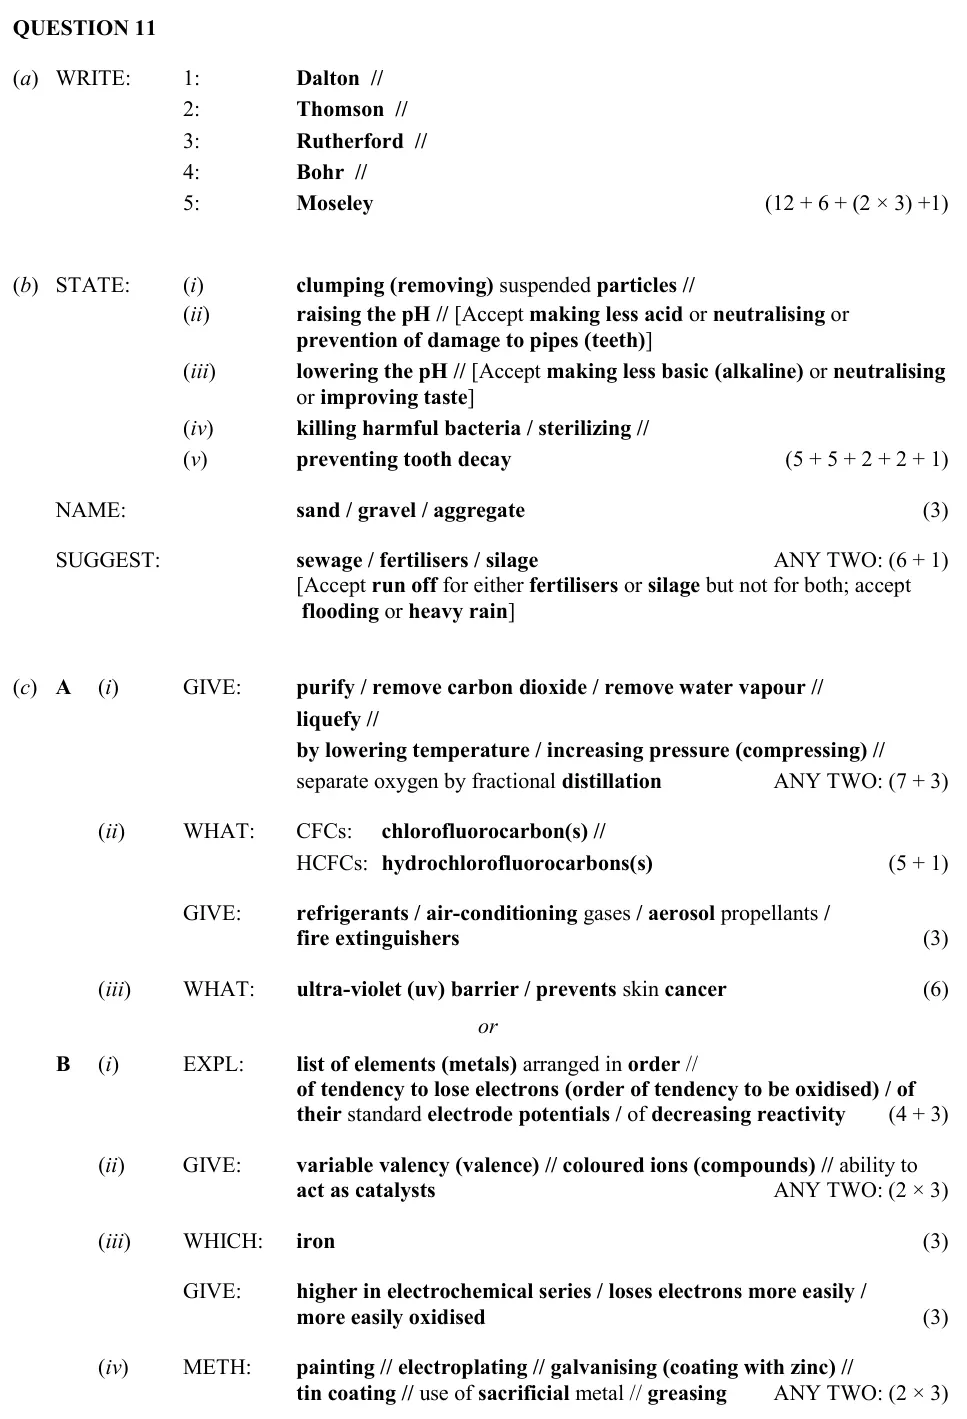 QUESTION 11
(a) WRITE: 1: Dalton //
2: Thomson //
3: Rutherford //
4: Bohr //
5: Moseley (12 + 6 + (2 × 3) +1)
(b) STATE: (i) clumping (removing) suspended particles //
(ii) raising the pH // [Accept making less acid or neutralising or
prevention of damage to pipes (teeth)]
(iii) lowering the pH // [Accept making less basic (alkaline) or neutralising
or improving taste]
(iv) killing harmful bacteria / sterilizing //
(v) preventing tooth decay (5 + 5 + 2 + 2 + 1)
NAME: sand / gravel / aggregate (3)
SUGGEST: sewage / fertilisers / silage ANY TWO: (6 + 1)
[Accept run off for either fertilisers or silage but not for both; accept
flooding or heavy rain]
(c) A (i) GIVE: purify / remove carbon dioxide / remove water vapour //
liquefy //
by lowering temperature / increasing pressure (compressing) //
separate oxygen by fractional distillation ANY TWO: (7 + 3)
(ii) WHAT: CFCs: chlorofluorocarbon(s) //
HCFCs: hydrochlorofluorocarbons(s) (5 + 1)
GIVE: refrigerants / air-conditioning gases / aerosol propellants /
fire extinguishers (3)
(iii) WHAT: ultra-violet (uv) barrier / prevents skin cancer (6)
or
B (i) EXPL: list of elements (metals) arranged in order //
of tendency to lose electrons (order of tendency to be oxidised) / of
their standard electrode potentials / of decreasing reactivity (4 + 3)
(ii) GIVE: variable valency (valence) // coloured ions (compounds) // ability to
act as catalysts ANY TWO: (2 × 3)
(iii) WHICH: iron (3)
GIVE: higher in electrochemical series / loses electrons more easily /
more easily oxidised (3)
(iv) METH: painting // electroplating // galvanising (coating with zinc) //
tin coating // use of sacrificial metal // greasing ANY TWO: (2 × 3)